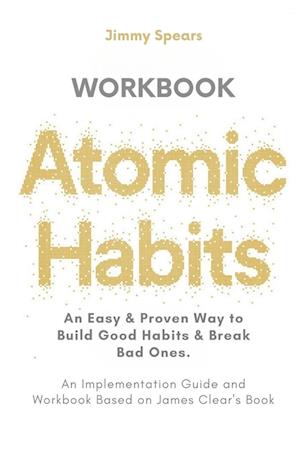 Jimmy Spears
WORKBOOK
Atomic
Habits
An Easy & Proven Way to
Build Good Habits & Break
Bad Ones.
An Implementation Guide and
Workbook Based on James Clear's Book